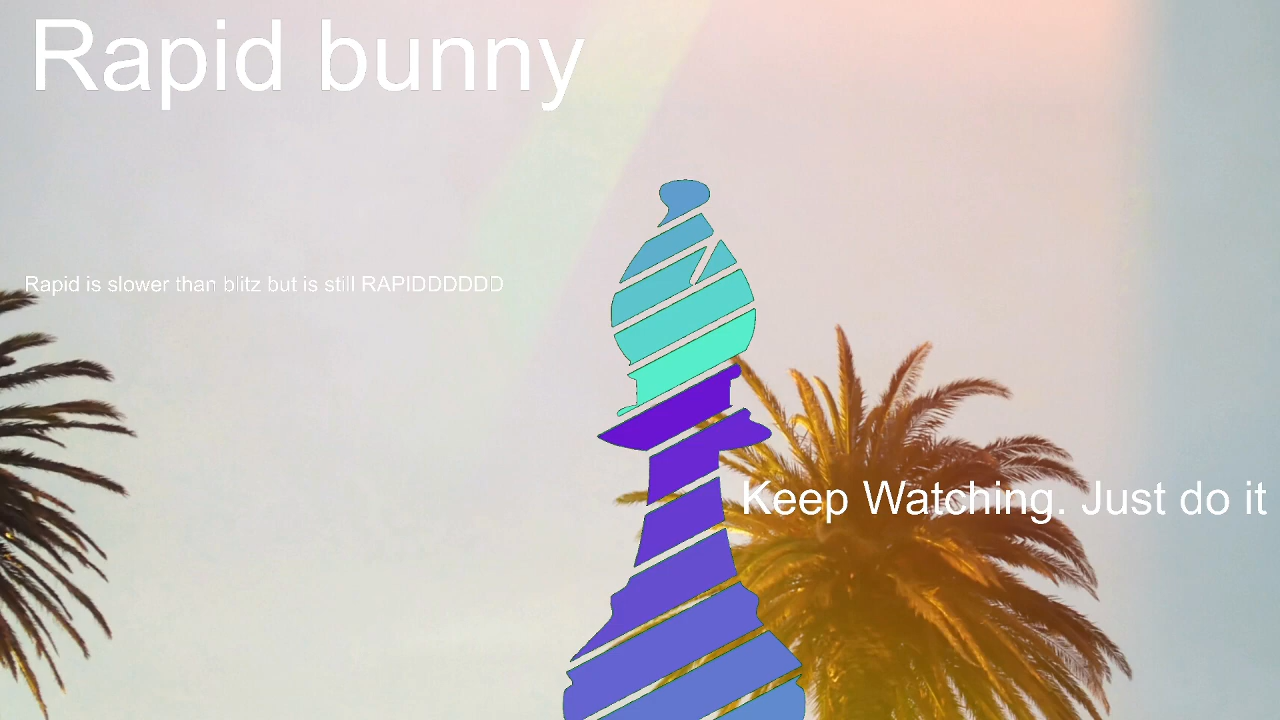 Rapid bunny
Rapid is slower than blitz but is still RAPIDDDDDD
Keep Watching. Just do it